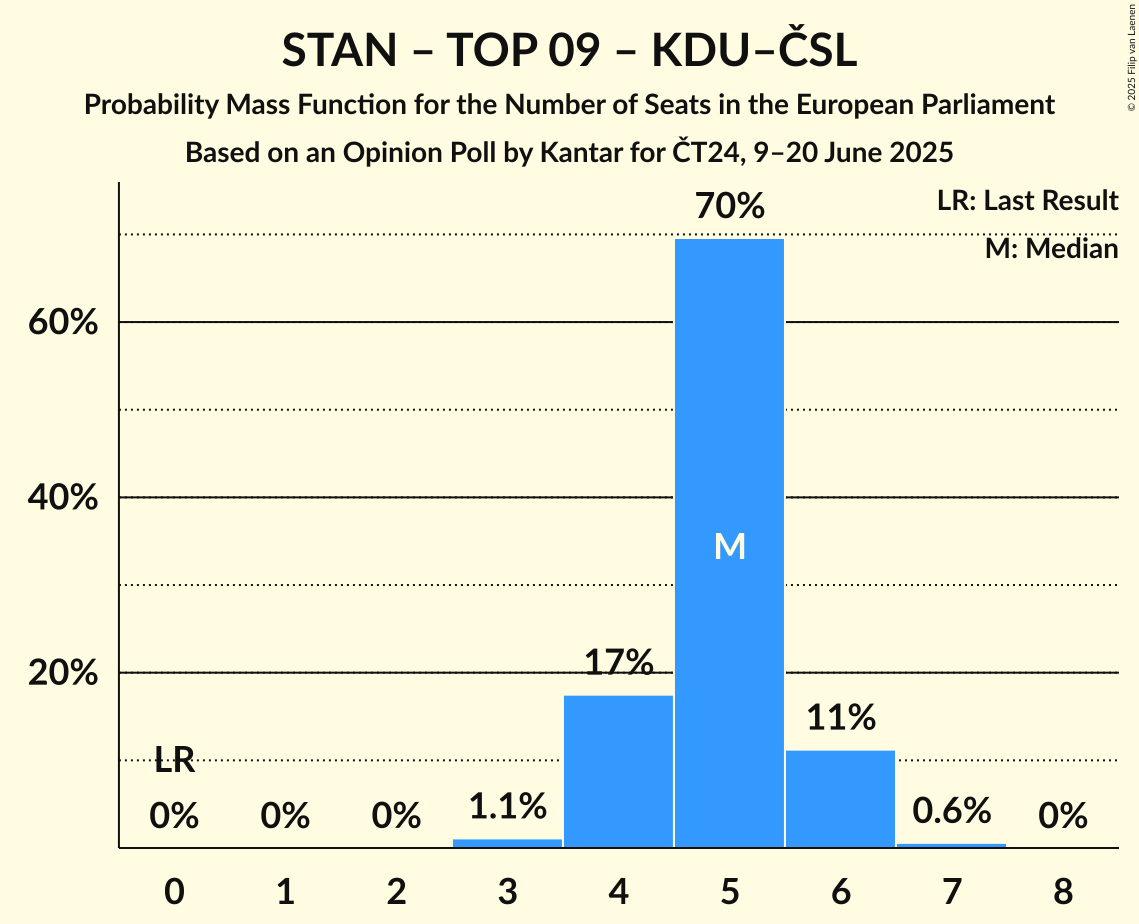 STAN – TOP 09 – KDU–ČSL
Probability Mass Function for the Number of Seats in the European Parliament
Based on an Opinion Poll by Kantar for ČT24, 9–20 June 2025
© 2025 Filip van Laenen
LR: Last Result
M: Median
70%
60%
40%
M
20%
17%
11%
LR
0%
0%
0%
1.1%
0.6%
0%
0
1
2
3
4
5
6
7
8